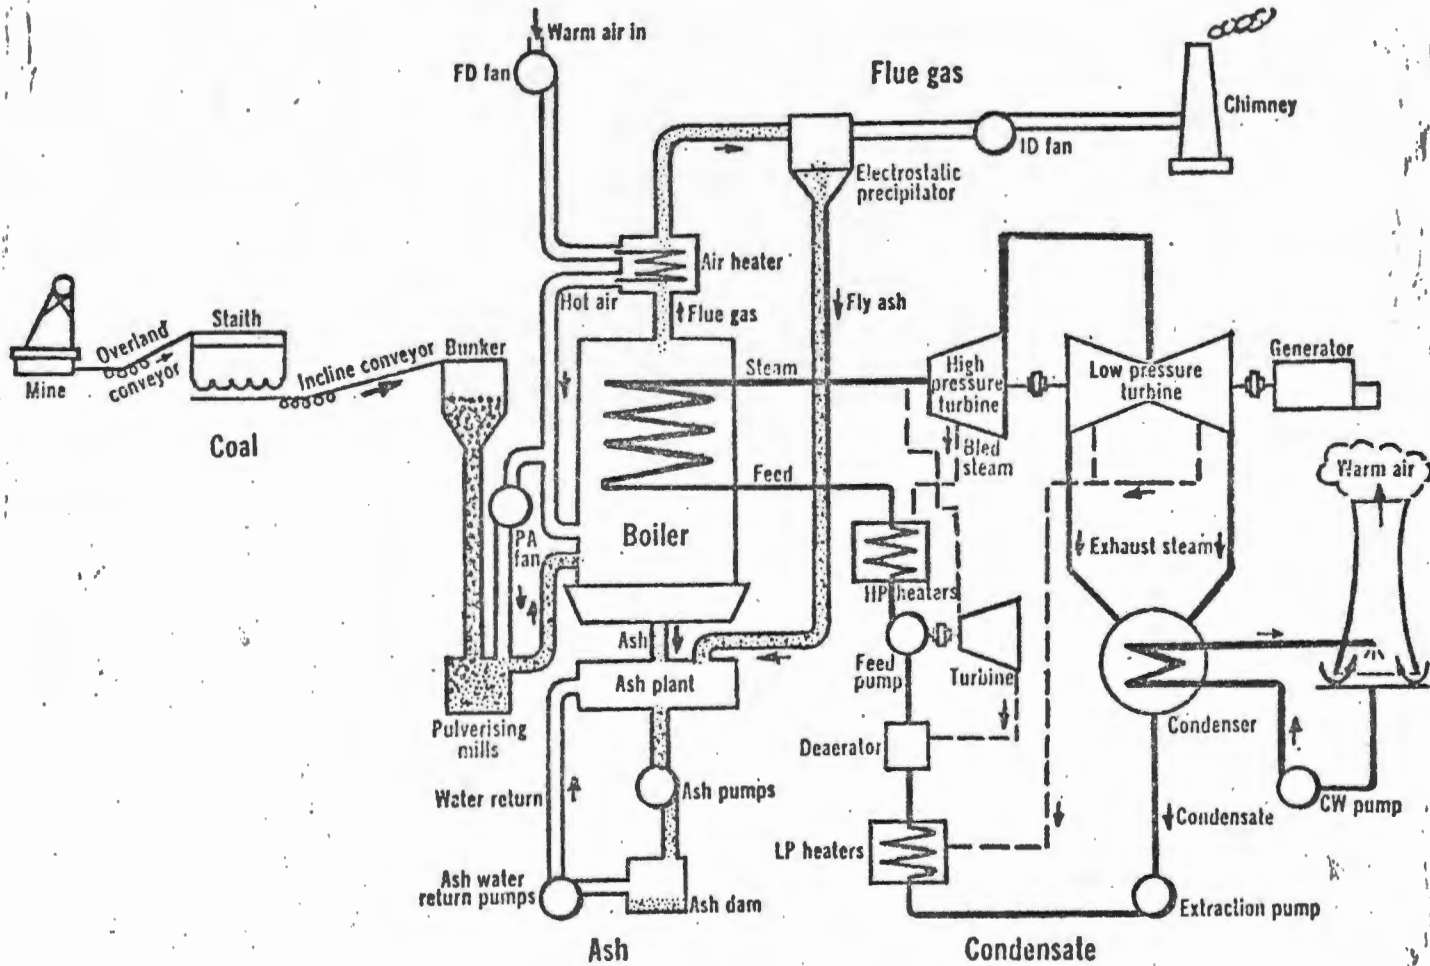 Warm air in
FD fan
Flue gas
Chimney
ID fan
Electrostatic
precipitator
Air heater
Hot air
Flue gas
Fly ash
Mine
Overland
conveyor
Staith
Incline conveyor
Bunker
Coal
Steam
High
pressure
turbine
Low pressure
turbine
Generator
Bled
steam
Feed
Warm air
PA
fan
Boiler
Exhaust steam
HP heaters
Ash
Feed
pump
Turbine
Ash plant
Pulverising
mills
Condenser
Deaerator
Water return
Ash pumps
CW pump
Condensate
LP heaters
Ash water
return pumps
Ash dam
Extraction pump
Ash
Condensate